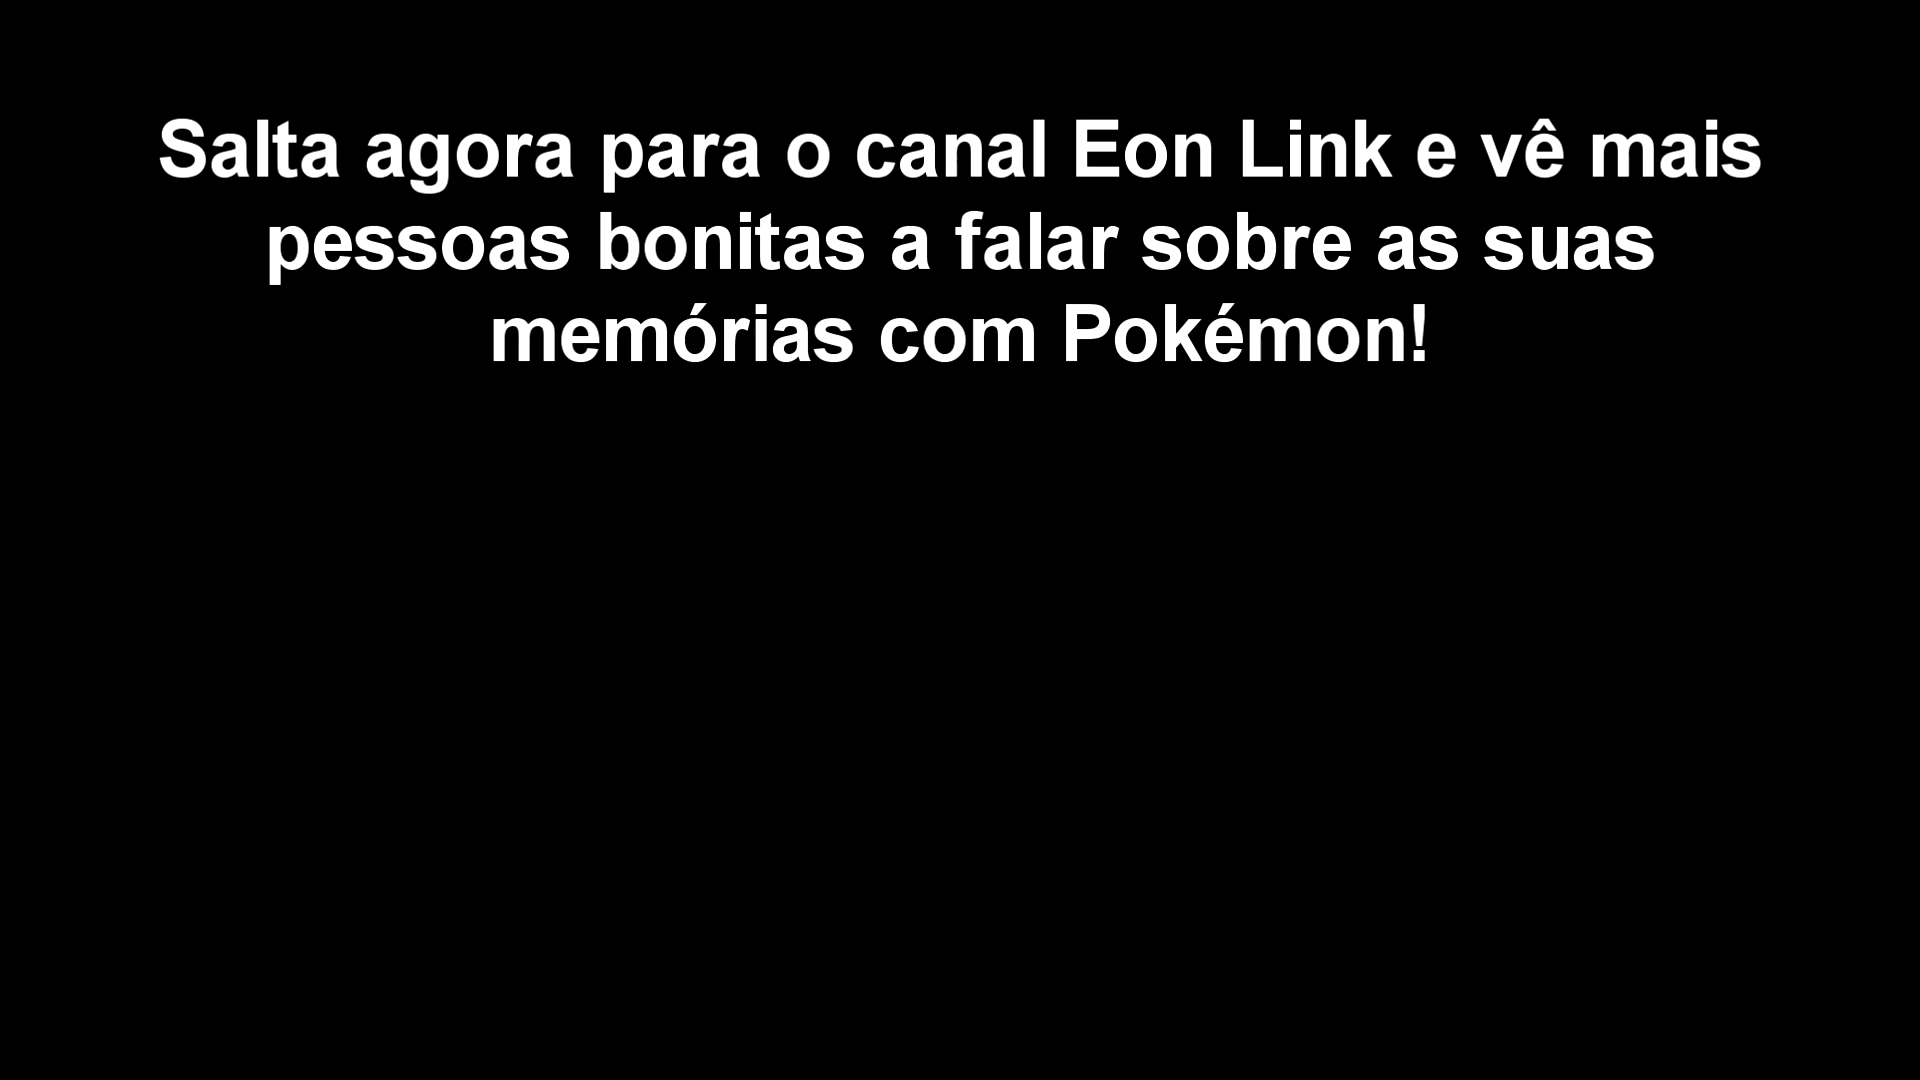 Salta agora para o canal Eon Link e vê mais
pessoas bonitas a falar sobre as suas
memórias com Pokémon!